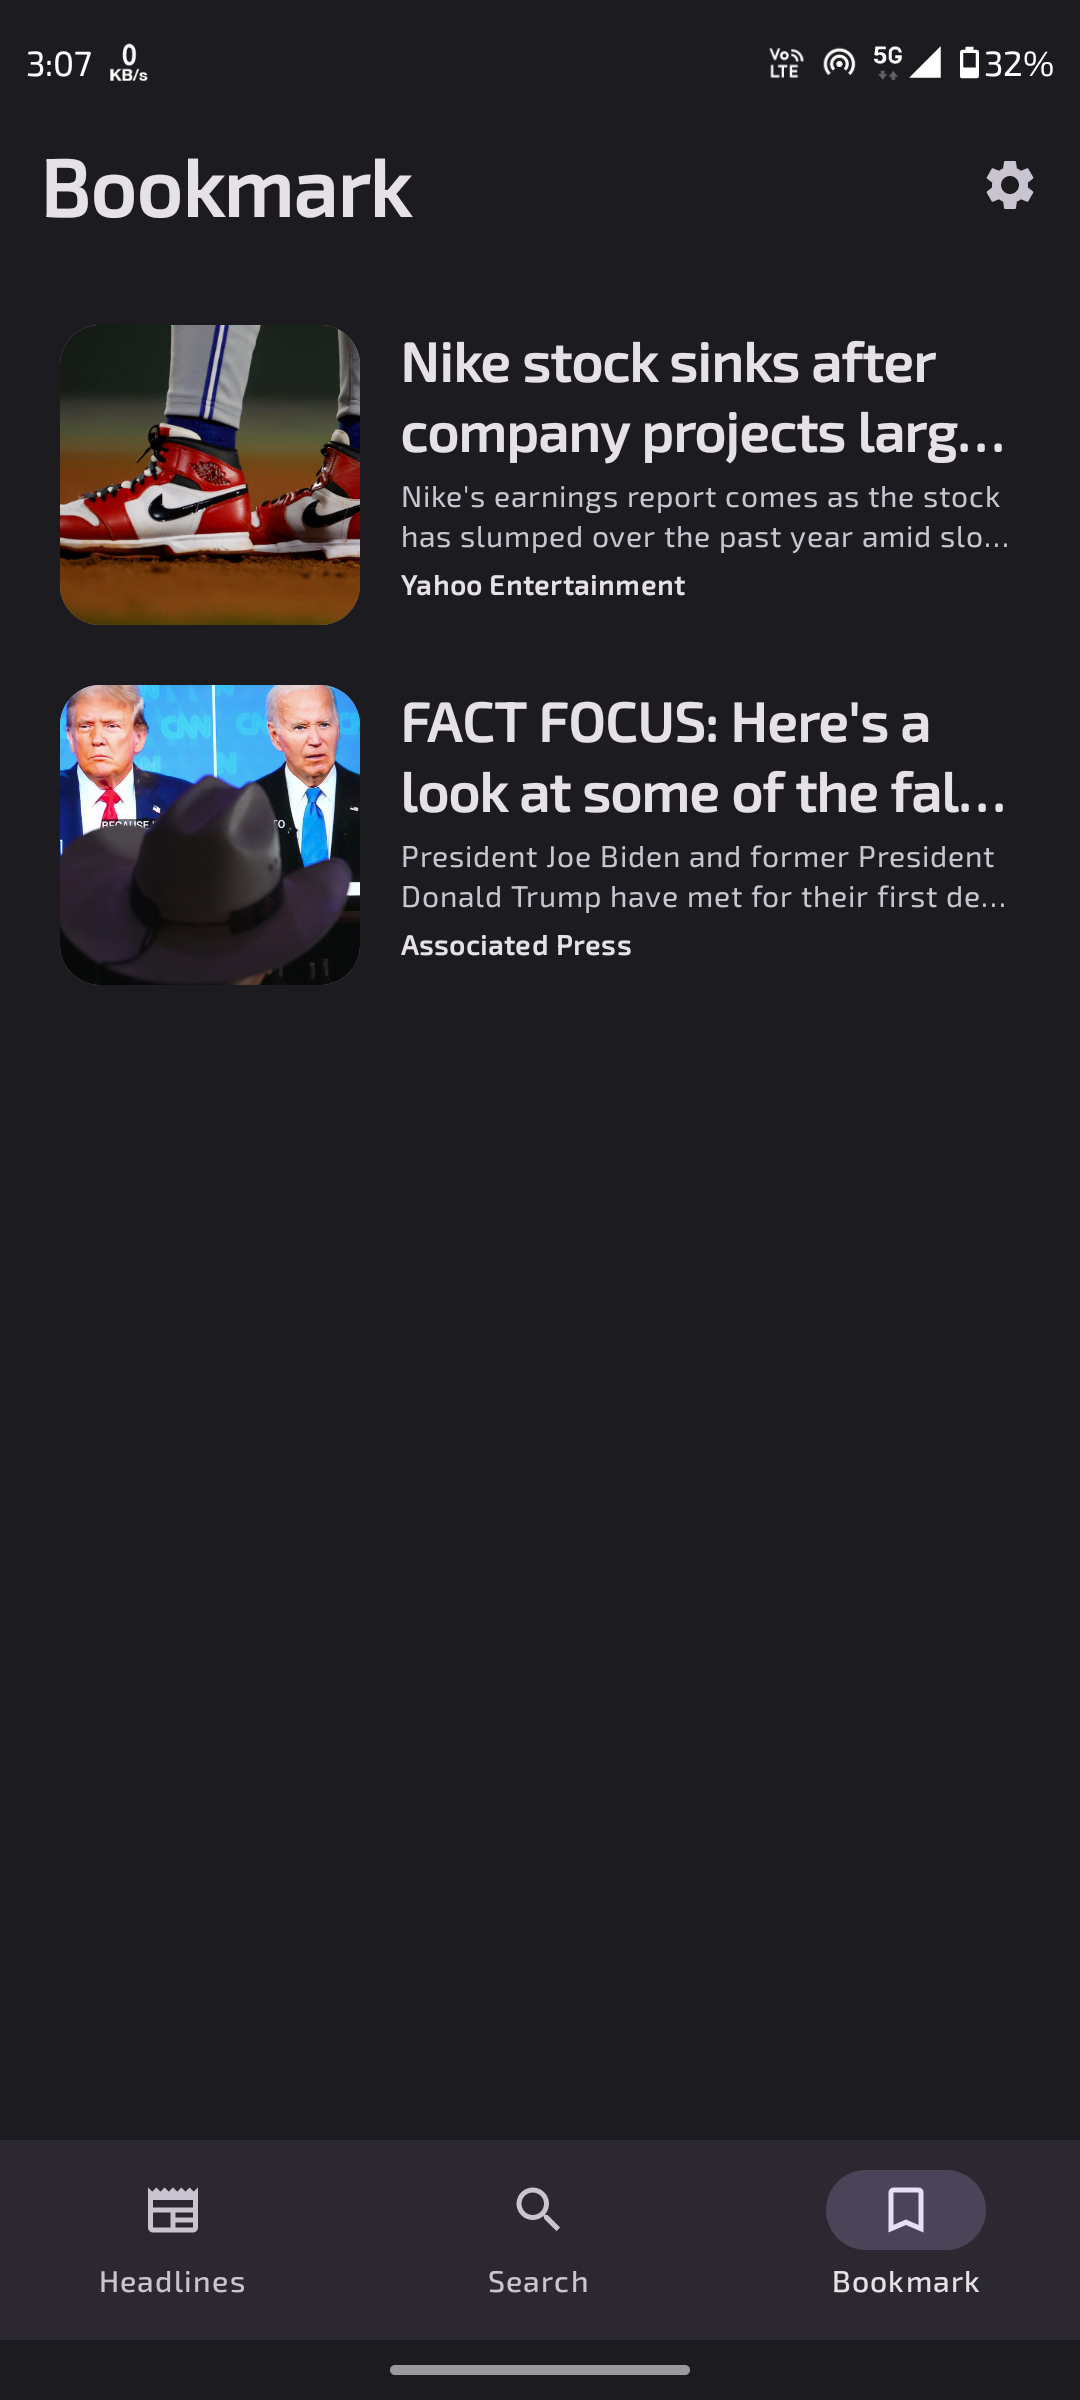 3:07
0
KB/s
Vo
LTE
5G
32%
Bookmark
Nike stock sinks after
company projects larg...
Nike's earnings report comes as the stock
has slumped over the past year amid slo...
Yahoo Entertainment
CNN
FACT FOCUS: Here's a
look at some of the fal...
President Joe Biden and former President
Donald Trump have met for their first de...
Associated Press
Headlines
Search
Bookmark